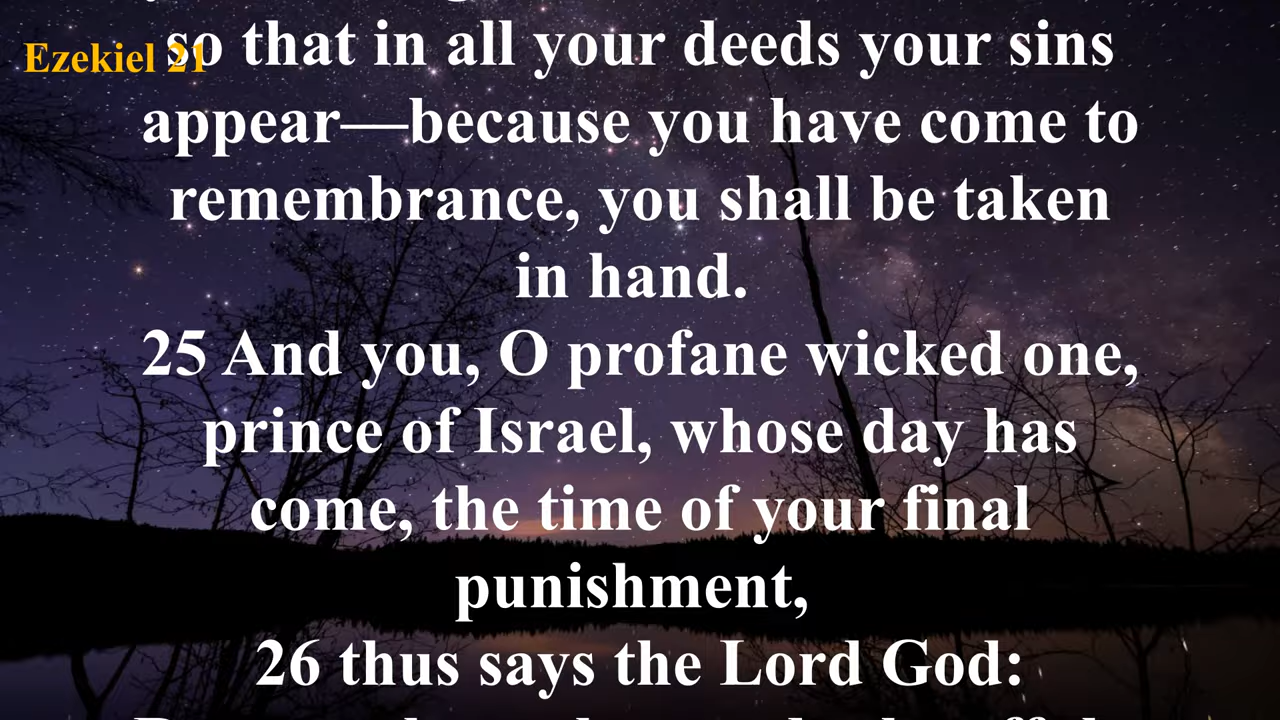 Ezekiel 21
so that in all your deeds your sins
appear—because you have come to
remembrance, you shall be taken
in hand.
25 And you, O profane wicked one,
prince of Israel, whose day has
come, the time of your final
punishment,
26 thus says the Lord God: